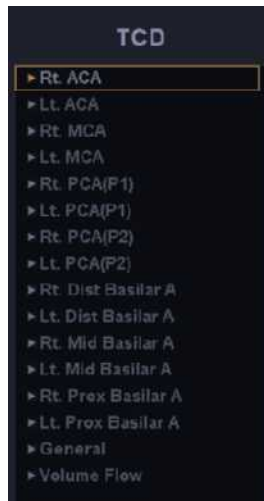 TCD
Rt. ACA
Lt. ACA
Rt. MCA
Lt. MCA
Rt. PCA(P1)
Lt. PCA(P1)
Rt. PCA(P2)
Lt. PCA(P2)
Rt. Dist Basilar A
Lt. Dist Basilar A
Rt. Mid Basilar A
Lt. Mid Basilar A
Rt. Prox Basilar A
Lt. Prox Basilar A
General
Volume Flow